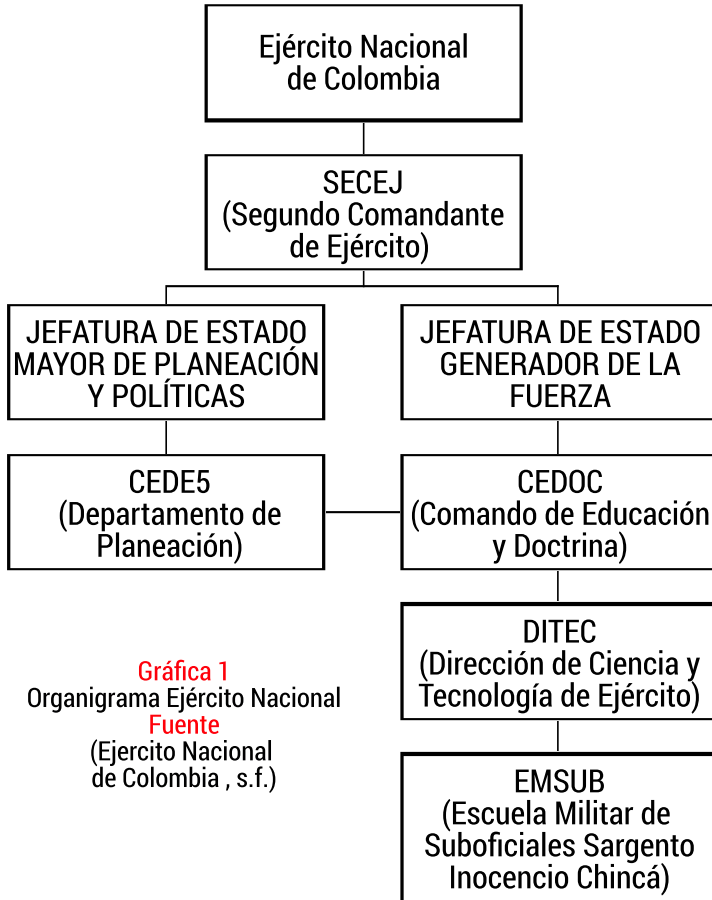 Ejército Nacional
de Colombia
SECEJ
(Segundo Comandante
de Ejército)
JEFATURA DE ESTADO
MAYOR DE PLANEACIÓN
Y POLÍTICAS
JEFATURA DE ESTADO
GENERADOR DE LA
FUERZA
CEDE5
(Departamento de
Planeación)
CEDOC
(Comando de Educación
y Doctrina)
DITEC
(Dirección de Ciencia y
Tecnología de Ejército)
Gráfica 1
Organigrama Ejército Nacional
Fuente
(Ejercito Nacional
de Colombia , s.f.)
EMSUB
(Escuela Militar de
Suboficiales Sargento
Inocencio Chincá)